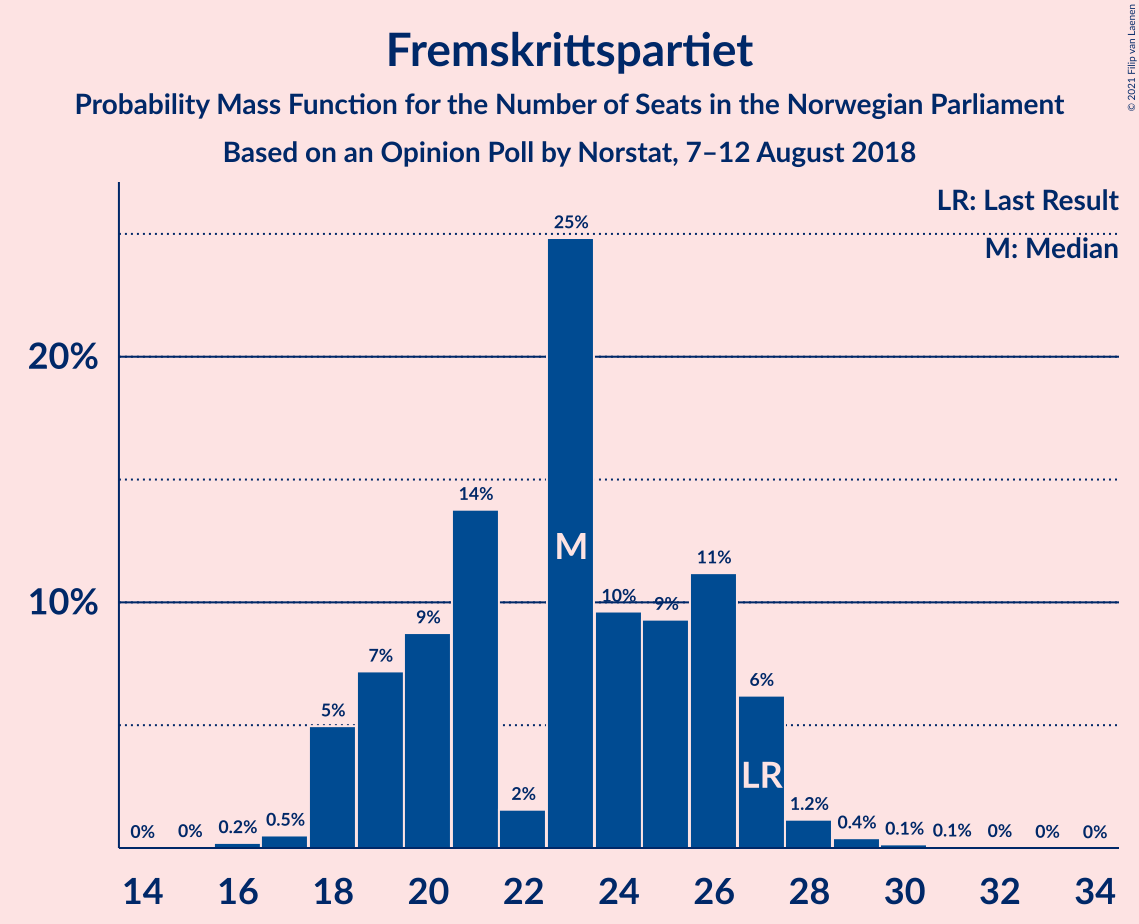 Fremskrittspartiet
Probability Mass Function for the Number of Seats in the Norwegian Parliament
Based on an Opinion Poll by Norstat, 7–12 August 2018
© 2021 Filip van Laenen
LR: Last Result
M: Median
20%
10%
0%
0%
0.2%
0.5%
5%
7%
9%
14%
2%
25%
10%
9%
11%
6%
1.2%
0.4%
0.1%
0.1%
0%
0%
0%
M
LR
14 16 18 20 22 24 26 28 30 32 34